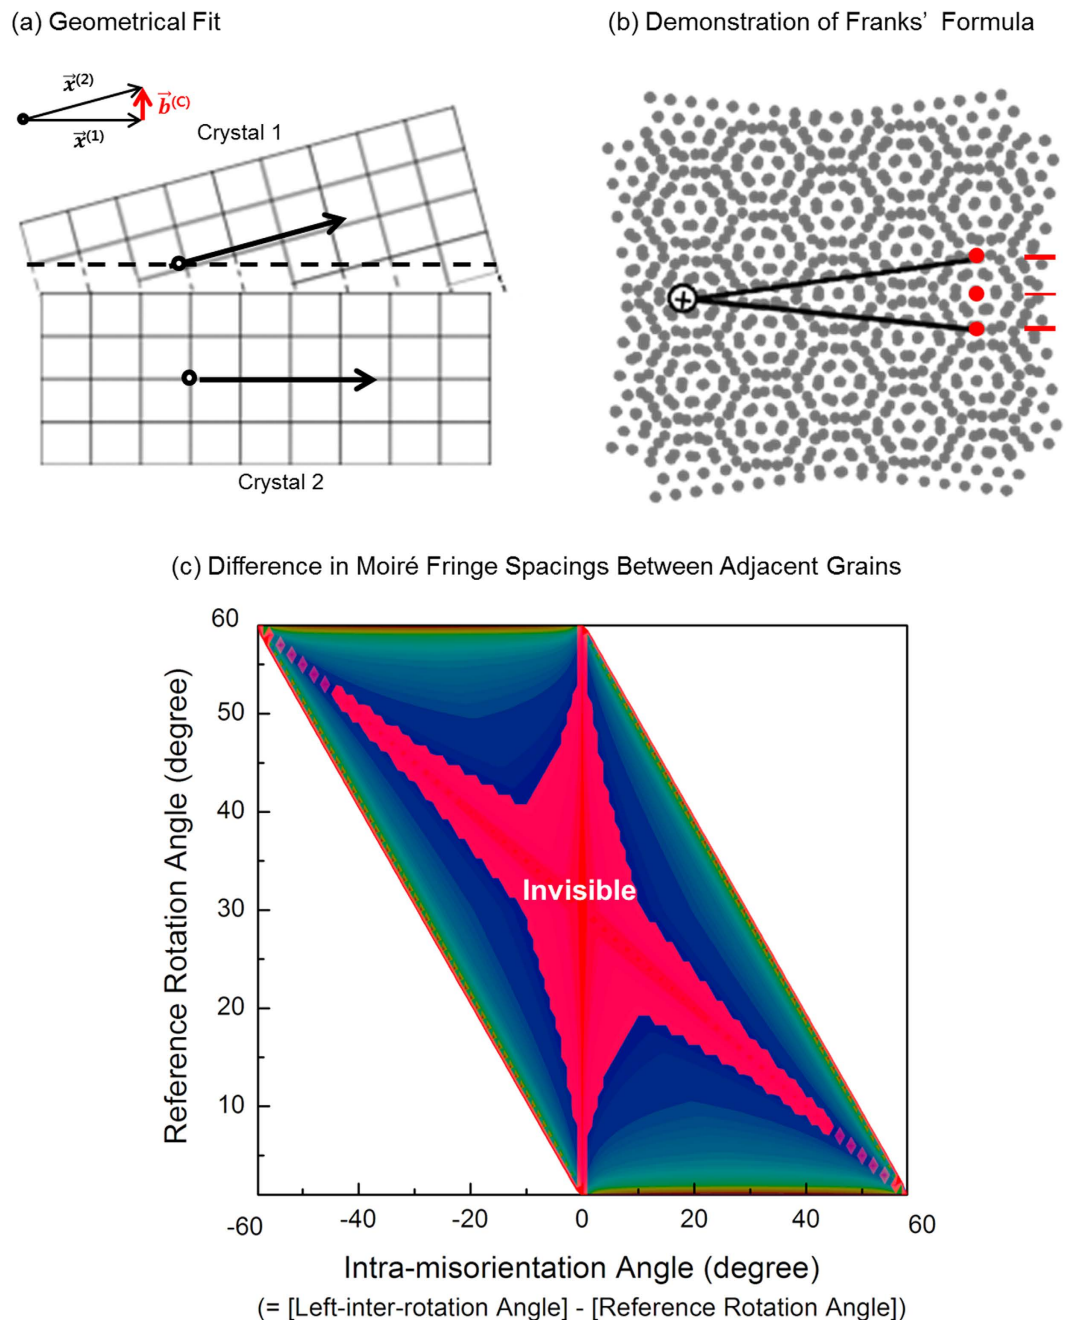 (a) Geometrical Fit
(b) Demonstration of Franks' Formula
x⃗⁽²⁾
b⃗⁽ᶜ⁾
x⃗⁽¹⁾
Crystal 1
Crystal 2
(c) Difference in Moiré Fringe Spacings Between Adjacent Grains
Reference Rotation Angle (degree)
60
50
40
30
20
10
Invisible
-60 -40 -20 0 20 40 60
Intra-misorientation Angle (degree)
(= [Left-inter-rotation Angle] - [Reference Rotation Angle])